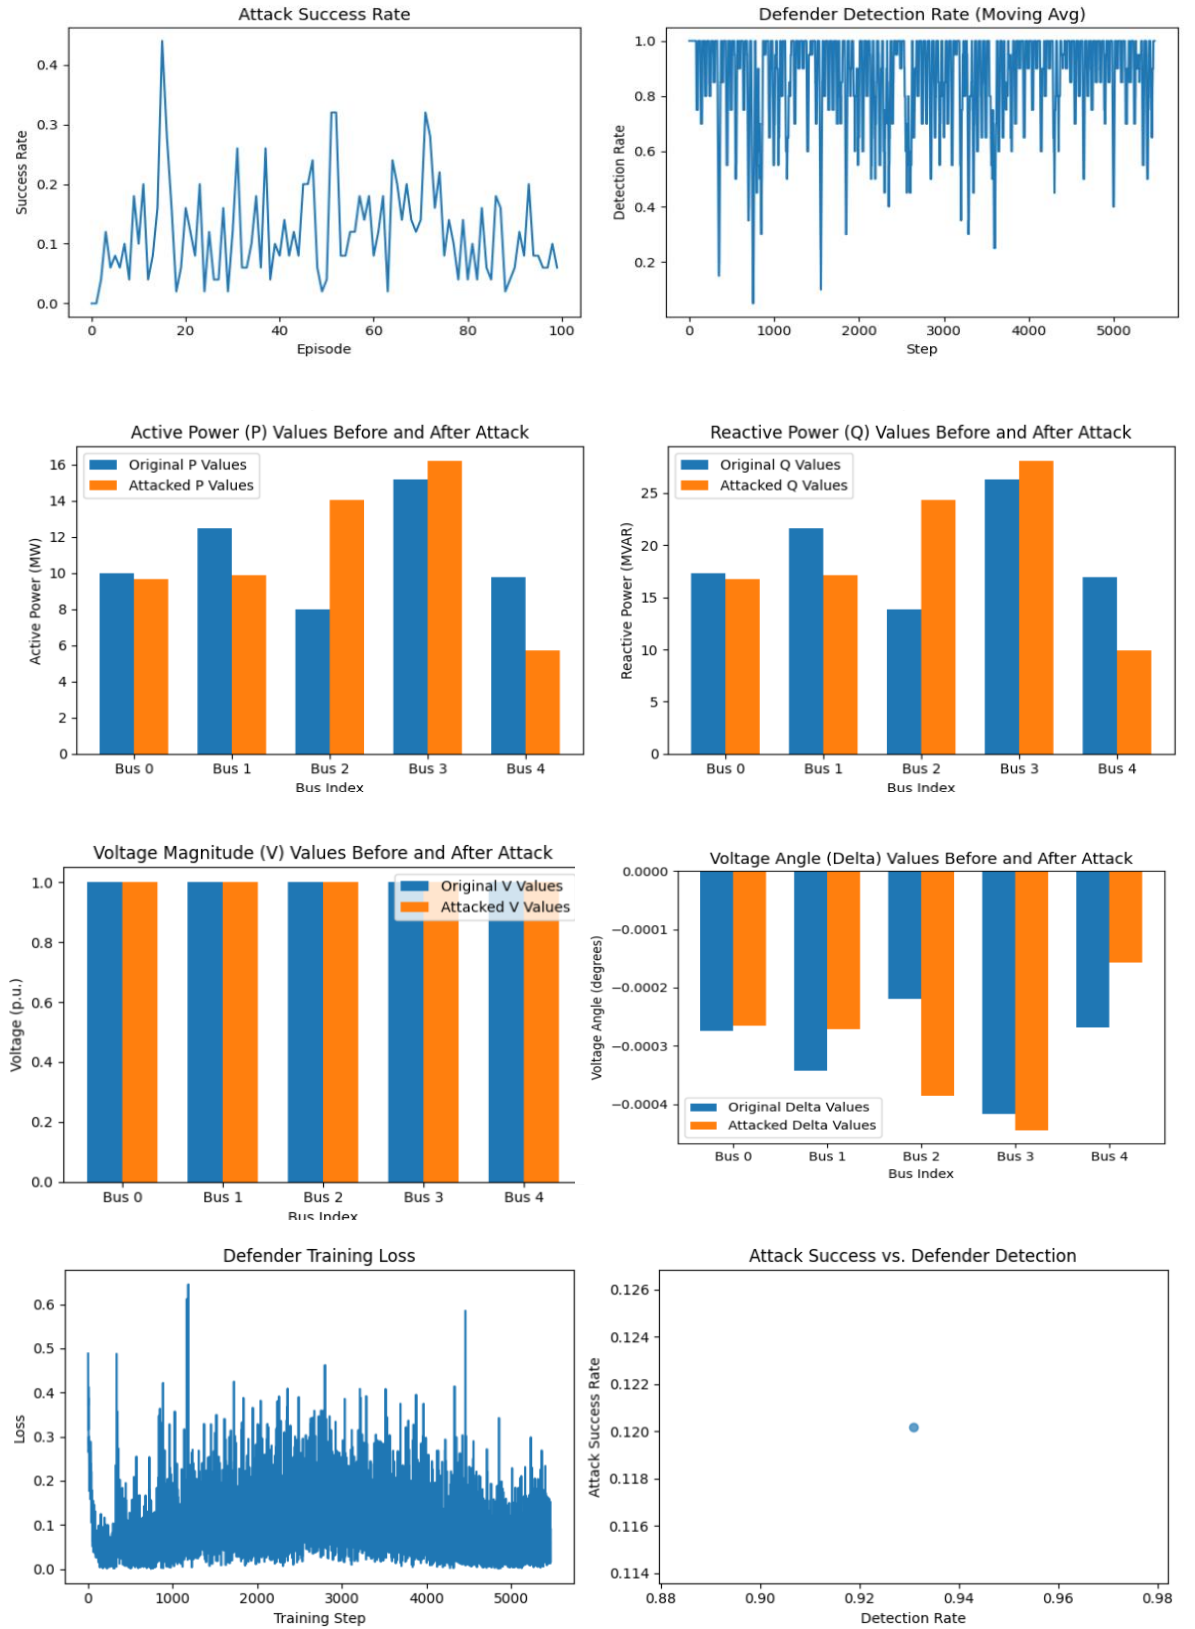 Attack Success Rate
Success Rate
0.4
0.3
0.2
0.1
0.0
0 20 40 60 80 100
Episode
Defender Detection Rate (Moving Avg)
Detection Rate
1.0
0.8
0.6
0.4
0.2
0 1000 2000 3000 4000 5000
Step
Active Power (P) Values Before and After Attack
Original P Values
Attacked P Values
Active Power (MW)
16
14
12
10
8
6
4
2
0
Bus 0 Bus 1 Bus 2 Bus 3 Bus 4
Bus Index
Reactive Power (Q) Values Before and After Attack
Original Q Values
Attacked Q Values
Reactive Power (MVAR)
25
20
15
10
5
0
Bus 0 Bus 1 Bus 2 Bus 3 Bus 4
Bus Index
Voltage Magnitude (V) Values Before and After Attack
Original V Values
Attacked V Values
Voltage (p.u.)
1.0
0.8
0.6
0.4
0.2
0.0
Bus 0 Bus 1 Bus 2 Bus 3 Bus 4
Bus Index
Voltage Angle (Delta) Values Before and After Attack
Voltage Angle (degrees)
0.0000
−0.0001
−0.0002
−0.0003
−0.0004
Original Delta Values
Attacked Delta Values
Bus 0 Bus 1 Bus 2 Bus 3 Bus 4
Bus Index
Defender Training Loss
Loss
0.6
0.5
0.4
0.3
0.2
0.1
0.0
0 1000 2000 3000 4000 5000
Training Step
Attack Success vs. Defender Detection
Attack Success Rate
0.126
0.124
0.122
0.120
0.118
0.116
0.114
0.88 0.90 0.92 0.94 0.96 0.98
Detection Rate